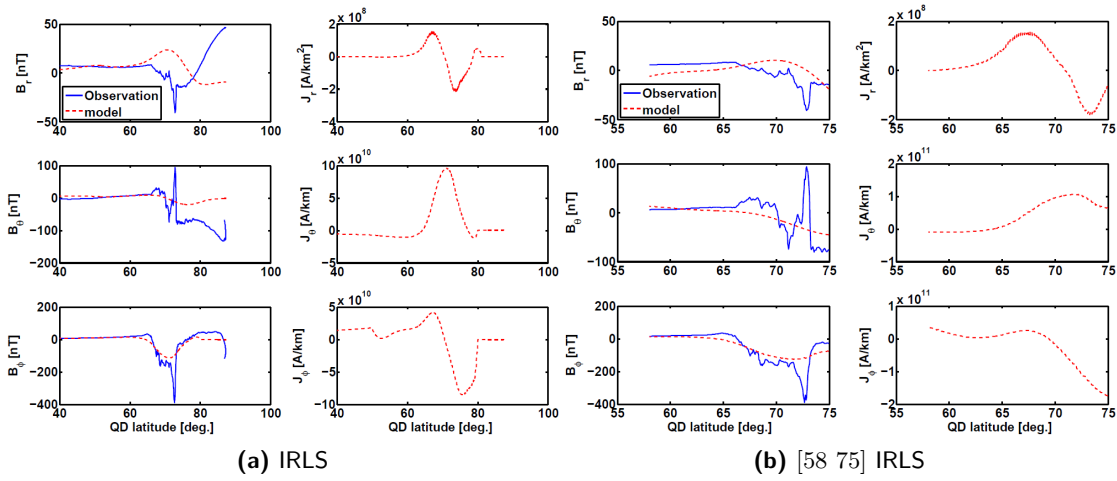 50
0
−50
B_r [nT]
Observation
model
40 60 80 100
x 10^8
2
0
−2
−4
J_r [A/km^2]
40 60 80 100
50
0
−50
B_r [nT]
Observation
model
55 60 65 70 75
x 10^8
2
0
−2
J_r [A/km^2]
55 60 65 70 75
100
0
−100
−200
B_θ [nT]
40 60 80 100
x 10^10
10
5
0
−5
J_θ [A/km]
40 60 80 100
100
0
−100
B_θ [nT]
55 60 65 70 75
x 10^11
2
1
0
−1
J_θ [A/km]
55 60 65 70 75
200
0
−200
−400
B_ϕ [nT]
40 60 80 100
QD latitude [deg.]
x 10^10
5
0
−5
−10
J_ϕ [A/km]
40 60 80 100
QD latitude [deg.]
200
0
−200
−400
B_ϕ [nT]
55 60 65 70 75
QD latitude [deg.]
x 10^11
1
0
−1
−2
J_ϕ [A/km]
55 60 65 70 75
QD latitude [deg.]
(a) IRLS
(b) [58 75] IRLS